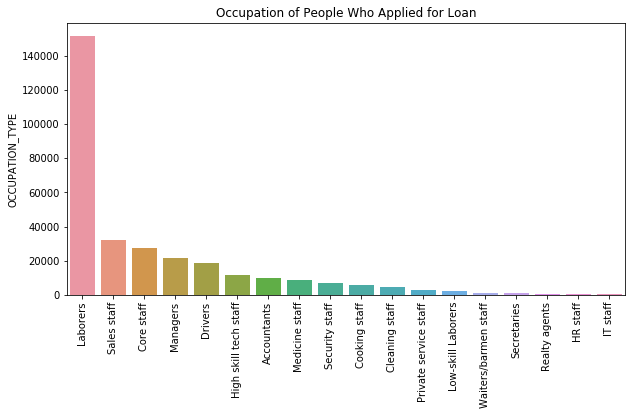 Occupation of People Who Applied for Loan
OCCUPATION_TYPE
140000
120000
100000
80000
60000
40000
20000
0
Laborers
Sales staff
Core staff
Managers
Drivers
High skill tech staff
Accountants
Medicine staff
Security staff
Cooking staff
Cleaning staff
Private service staff
Low-skill Laborers
Waiters/barmen staff
Secretaries
Realty agents
HR staff
IT staff